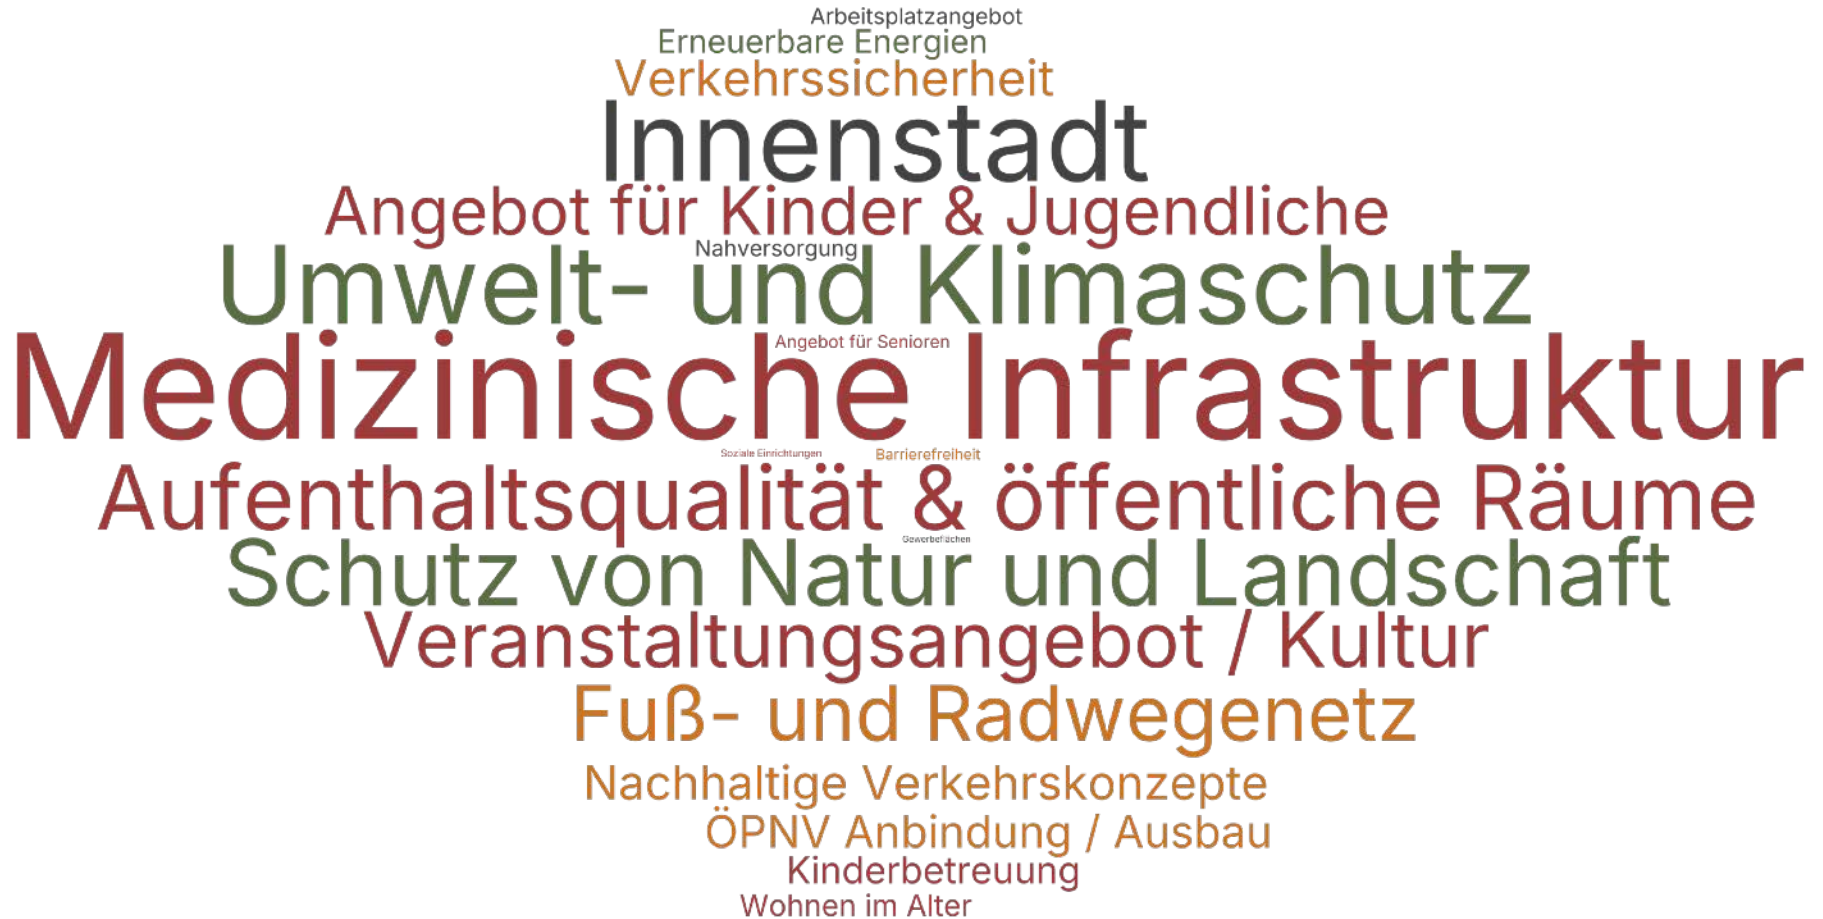 Arbeitsplatzangebot
Erneuerbare Energien
Verkehrssicherheit
Innenstadt
Angebot für Kinder & Jugendliche
Nahversorgung
Umwelt- und Klimaschutz
Angebot für Senioren
Medizinische Infrastruktur
Soziale Einrichtungen
Barrierefreiheit
Aufenthaltsqualität & öffentliche Räume
Gewerbeflächen
Schutz von Natur und Landschaft
Veranstaltungsangebot / Kultur
Fuß- und Radwegenetz
Nachhaltige Verkehrskonzepte
ÖPNV Anbindung / Ausbau
Kinderbetreuung
Wohnen im Alter